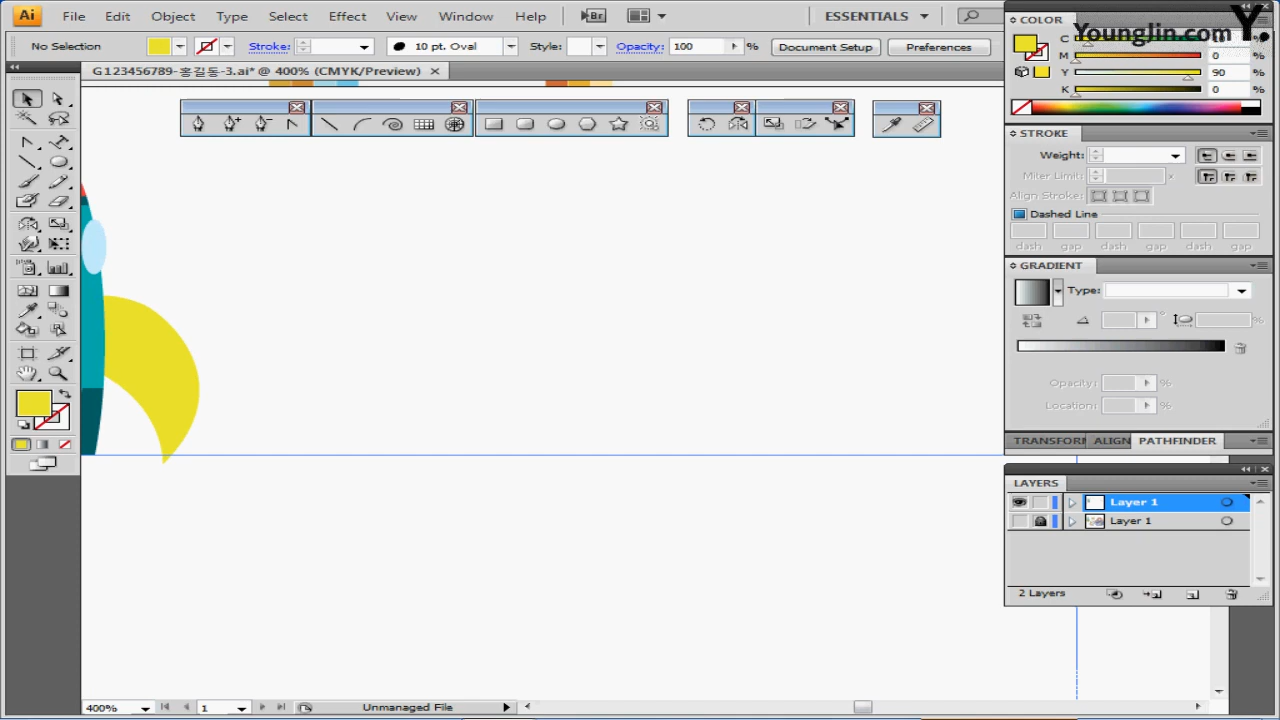 Ai File Edit Object Type Select Effect View Window Help Br ESSENTIALS
No Selection Stroke: 10 pt. Oval Style: Opacity: 100 % Document Setup Preferences
G123456789-홍길동-3.ai* @ 400% (CMYK/Preview)
COLOR
Younglin.com Y.
C %
M 0 %
Y 90 %
K 0 %
STROKE
Weight:
Miter Limit: x
Align Stroke:
Dashed Line
dash gap dash gap dash gap
GRADIENT
Type:
%
Opacity: %
Location: %
TRANSFORM ALIGN PATHFINDER
LAYERS
Layer 1
Layer 1
2 Layers
400% 1 Unmanaged File